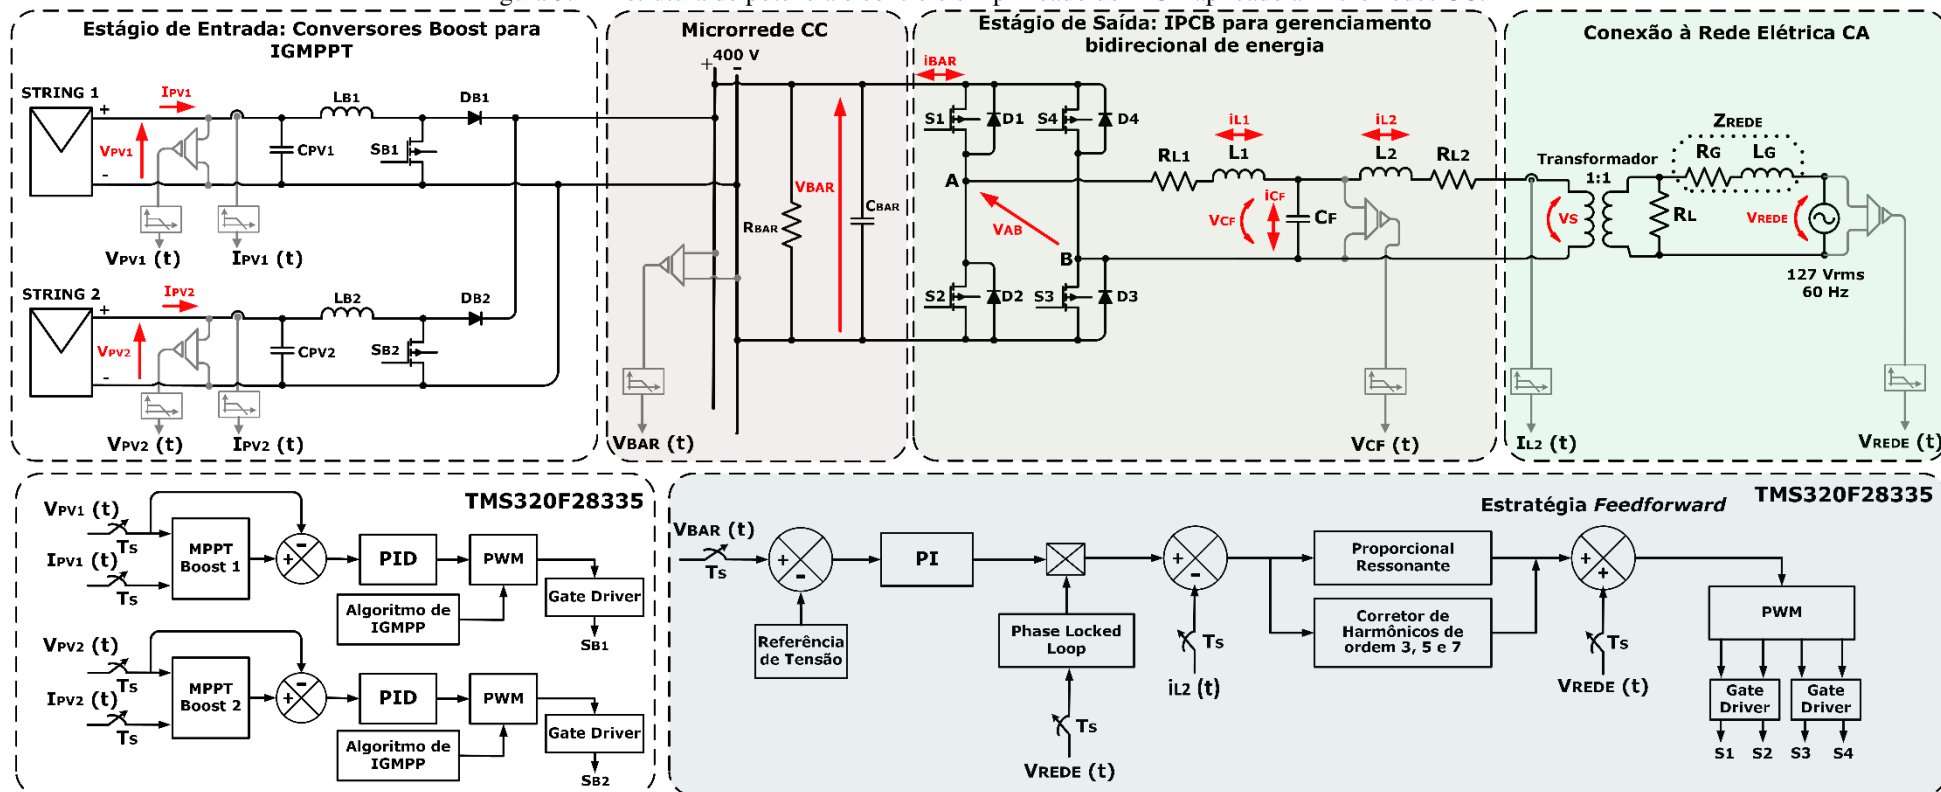 Estágio de Entrada: Conversores Boost para
IGMPPT
STRING 1
+
-
IPV1
VPV1
LB1
DB1
CPV1
SB1
VPV1 (t)
IPV1 (t)
STRING 2
+
-
IPV2
VPV2
LB2
DB2
CPV2
SB2
VPV2 (t)
IPV2 (t)
Microrrede CC
400 V
+ -
VBAR
RBAR
CBAR
VBAR (t)
Estágio de Saída: IPCB para gerenciamento
bidirecional de energia
iBAR
S1
D1
S4
D4
A
B
VAB
S2
D2
S3
D3
RL1
iL1
L1
VCF
iCF
CF
iL2
L2
RL2
VCF (t)
Conexão à Rede Elétrica CA
ZREDE
RG
LG
Transformador
1:1
VS
RL
VREDE
127 Vrms
60 Hz
IL2 (t)
VREDE (t)
TMS320F28335
VPV1 (t)
TS
IPV1 (t)
TS
MPPT
Boost 1
-
+
PID
PWM
Algoritmo de
IGMPP
Gate Driver
SB1
VPV2 (t)
TS
IPV2 (t)
TS
MPPT
Boost 2
-
+
PID
PWM
Algoritmo de
IGMPP
Gate Driver
SB2
Estratégia Feedforward
TMS320F28335
VBAR (t)
TS
+
-
Referência
de Tensão
PI
Phase Locked
Loop
TS
VREDE (t)
+
-
TS
iL2 (t)
Proporcional
Ressonante
Corretor de
Harmônicos de
ordem 3, 5 e 7
+
+
TS
VREDE (t)
PWM
Gate
Driver
Gate
Driver
S1 S2 S3 S4